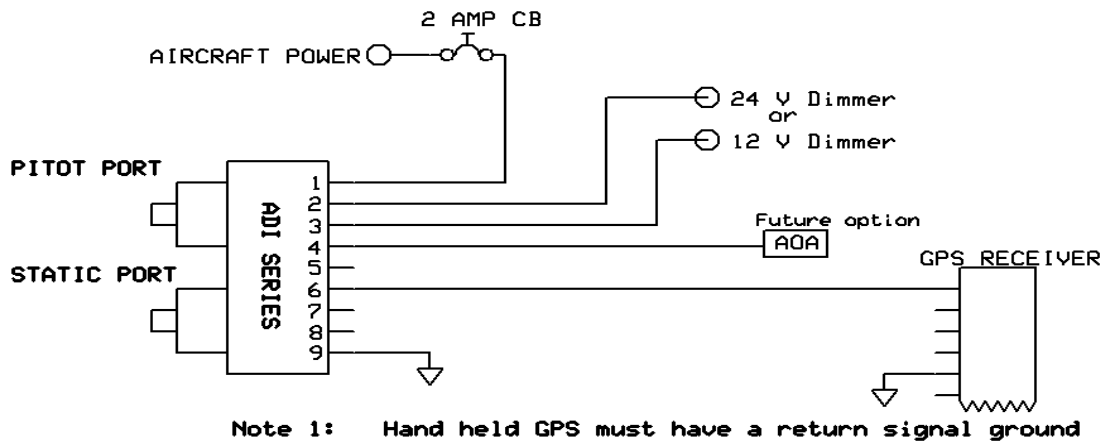 2 AMP CB
AIRCRAFT POWER
24 V Dimmer
or
12 V Dimmer
PITOT PORT
STATIC PORT
ADI SERIES
1
2
3
4
5
6
7
8
9
Future option
AOA
GPS RECEIVER
Note 1: Hand held GPS must have a return signal ground